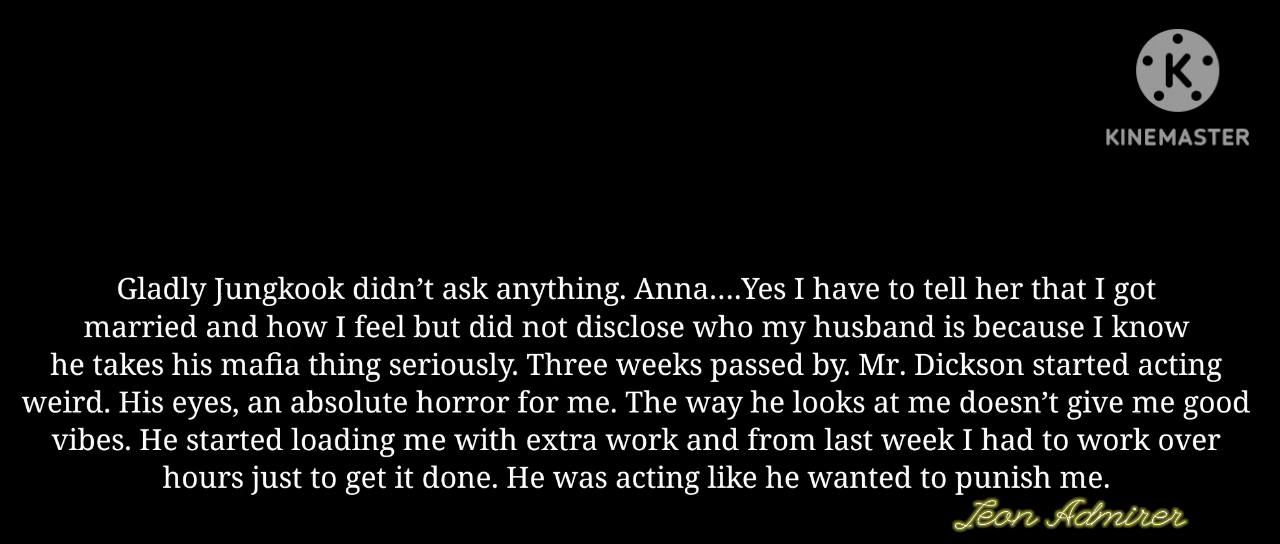 K
KINEMASTER
Gladly Jungkook didn’t ask anything. Anna....Yes I have to tell her that I got
married and how I feel but did not disclose who my husband is because I know
he takes his mafia thing seriously. Three weeks passed by. Mr. Dickson started acting
weird. His eyes, an absolute horror for me. The way he looks at me doesn’t give me good
vibes. He started loading me with extra work and from last week I had to work over
hours just to get it done. He was acting like he wanted to punish me.
Leon Admirer